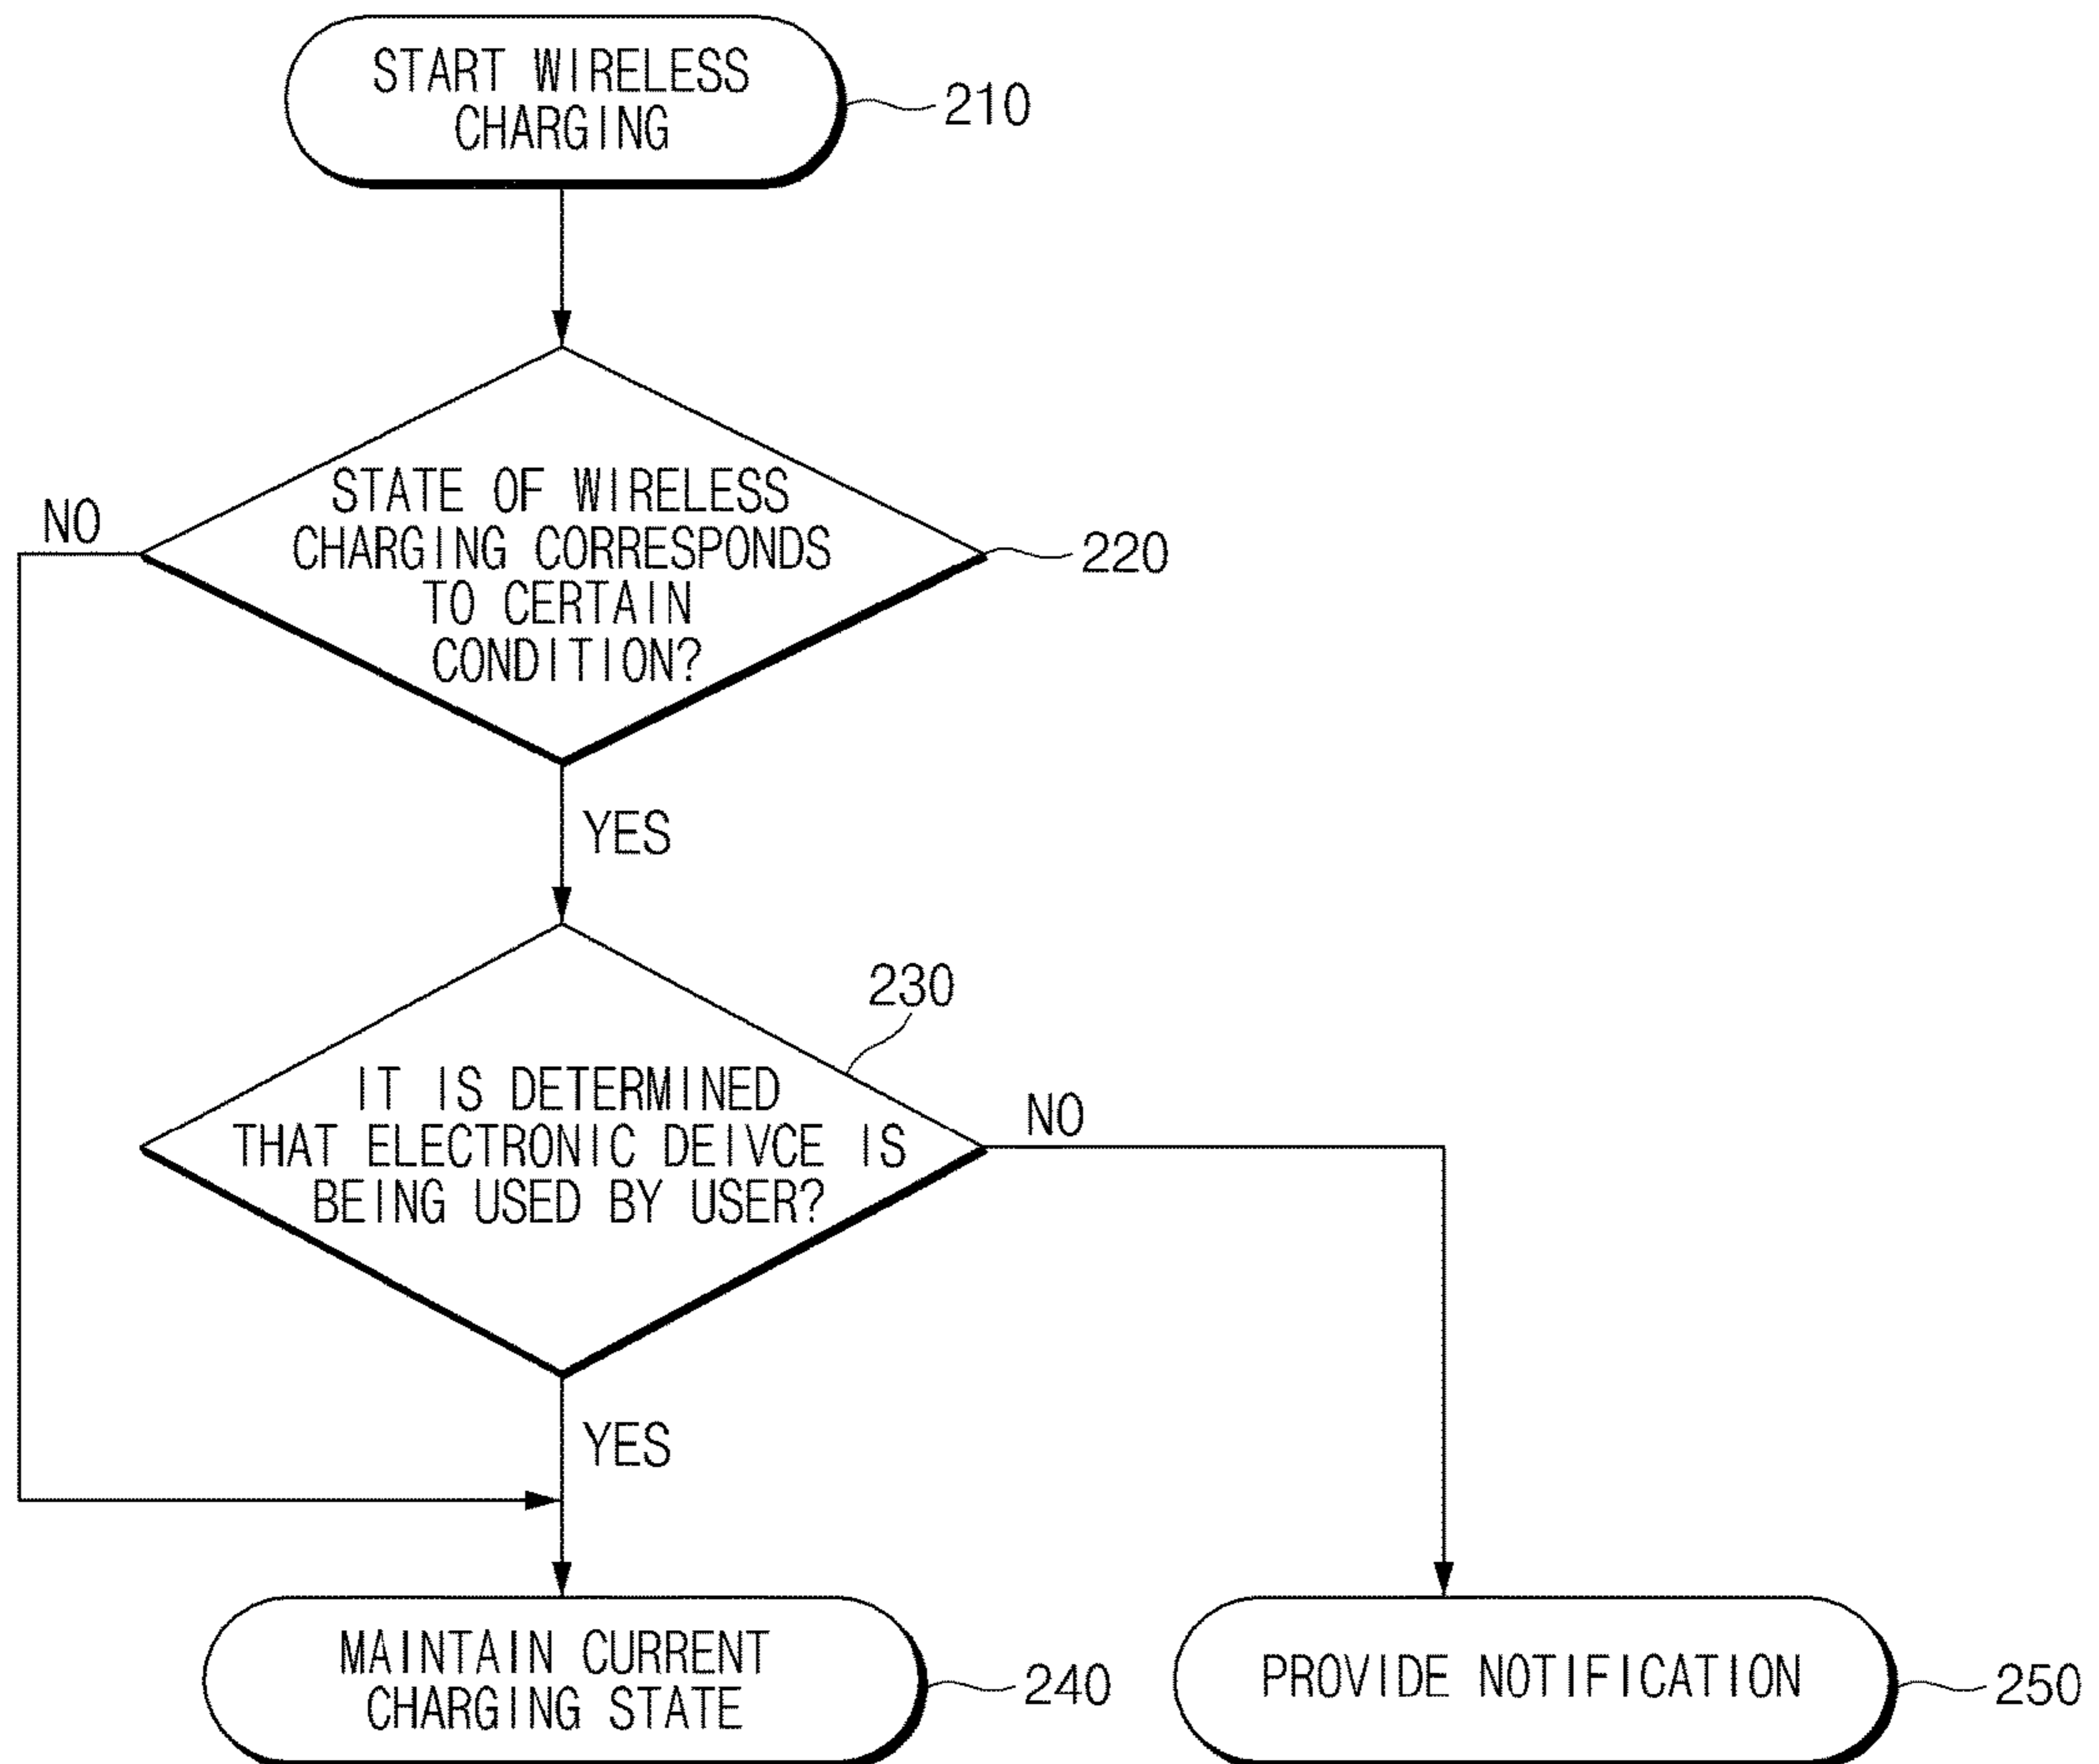 START WIRELESS
CHARGING
210
STATE OF WIRELESS
CHARGING CORRESPONDS
TO CERTAIN
CONDITION?
220
NO
YES
230
IT IS DETERMINED
THAT ELECTRONIC DEIVCE IS
BEING USED BY USER?
NO
YES
MAINTAIN CURRENT
CHARGING STATE
240
PROVIDE NOTIFICATION
250